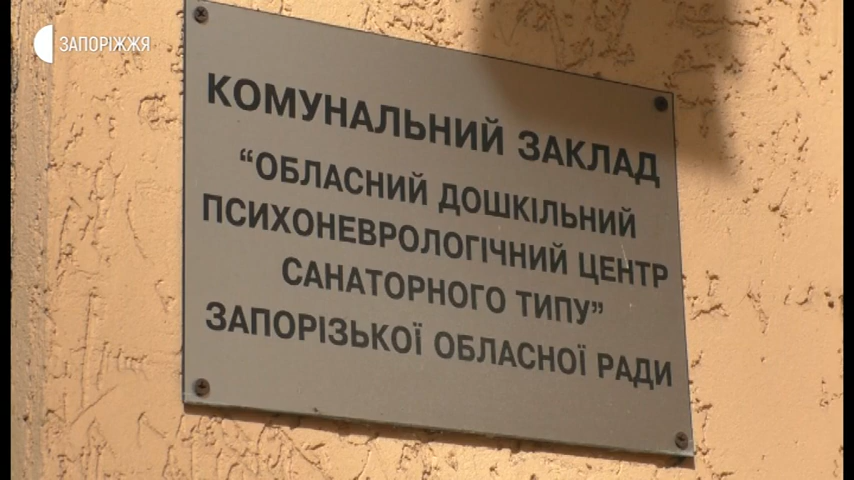 ЗАПОРІЖЖЯ
КОМУНАЛЬНИЙ ЗАКЛАД
“ОБЛАСНИЙ ДОШКІЛЬНИЙ
ПСИХОНЕВРОЛОГІЧНИЙ ЦЕНТР
САНАТОРНОГО ТИПУ”
ЗАПОРІЗЬКОЇ ОБЛАСНОЇ РАДИ